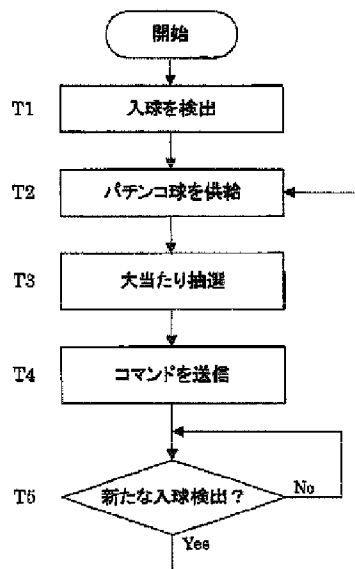 開始
T1 入球を検出
T2 パチンコ球を供給
T3 大当たり抽選
T4 コマンドを送信
T5 新たな入球検出?
No
Yes